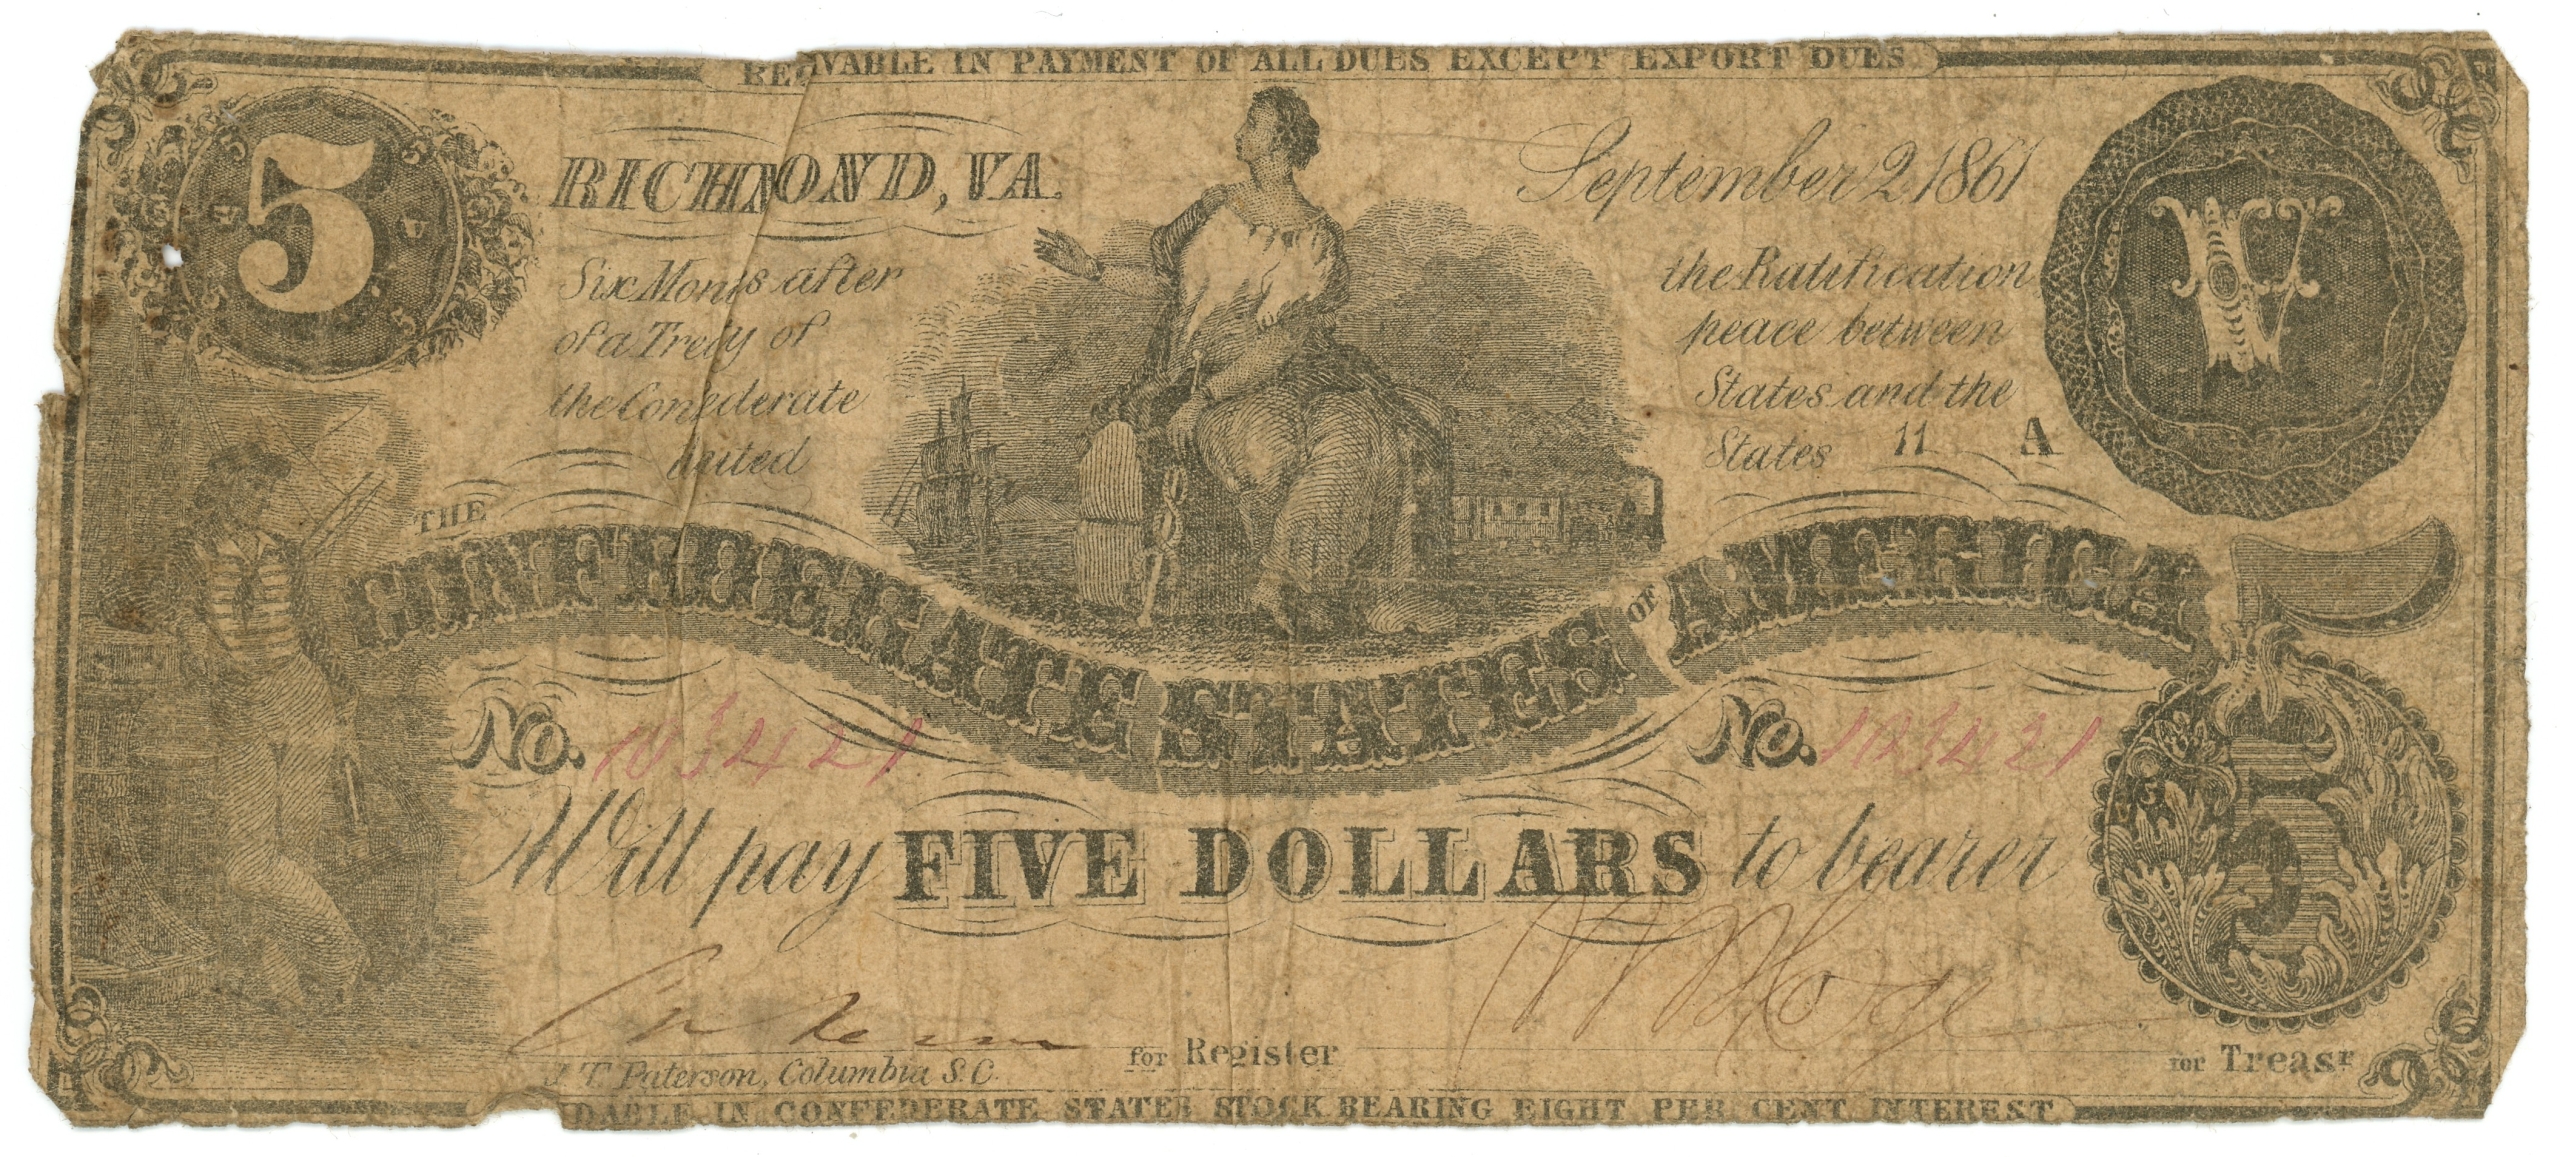 RECEIVABLE IN PAYMENT OF ALL DUES EXCEPT EXPORT DUES
5
RICHMOND, VA.
September 2 1861
V
Six Months after
the Ratification
of a Treaty of
peace between
the Confederate
States and the
United
States 11 A
THE
CONFEDERATE STATES OF AMERICA
No. 103421
No. 103421
5
Will pay FIVE DOLLARS to bearer
for Register
for Treasr
J. T. Paterson, Columbia S.C.
DABLE IN CONFEDERATE STATES STOCK BEARING EIGHT PER CENT INTEREST